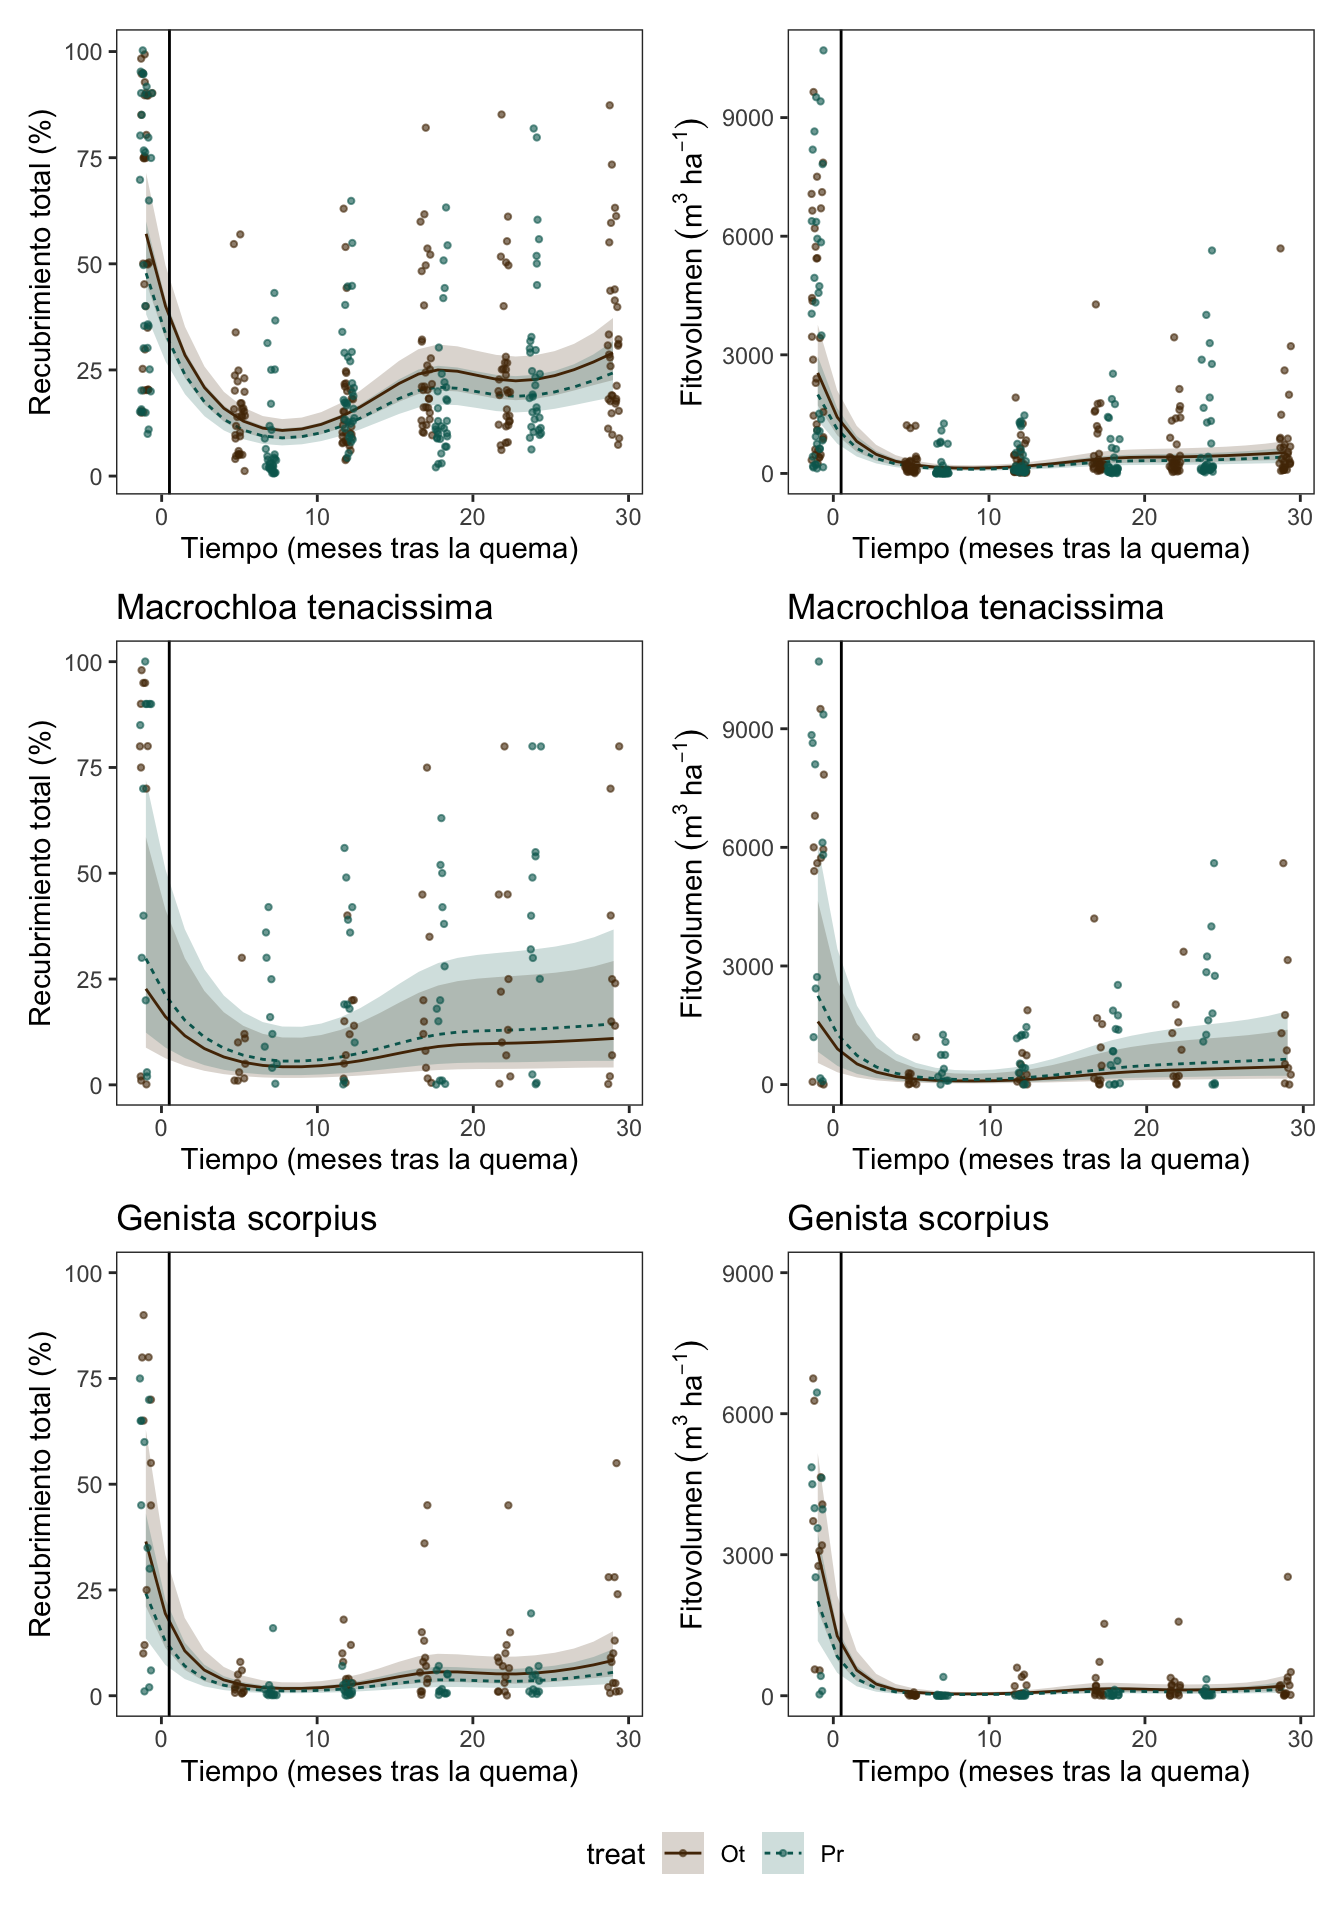 100
75
50
25
0
Recubrimiento total (%)
0 10 20 30
Tiempo (meses tras la quema)
9000
6000
3000
0
Fitovolumen (m³ ha⁻¹)
0 10 20 30
Tiempo (meses tras la quema)
Macrochloa tenacissima
100
75
50
25
0
Recubrimiento total (%)
0 10 20 30
Tiempo (meses tras la quema)
Macrochloa tenacissima
9000
6000
3000
0
Fitovolumen (m³ ha⁻¹)
0 10 20 30
Tiempo (meses tras la quema)
Genista scorpius
100
75
50
25
0
Recubrimiento total (%)
0 10 20 30
Tiempo (meses tras la quema)
Genista scorpius
9000
6000
3000
0
Fitovolumen (m³ ha⁻¹)
0 10 20 30
Tiempo (meses tras la quema)
treat Ot Pr